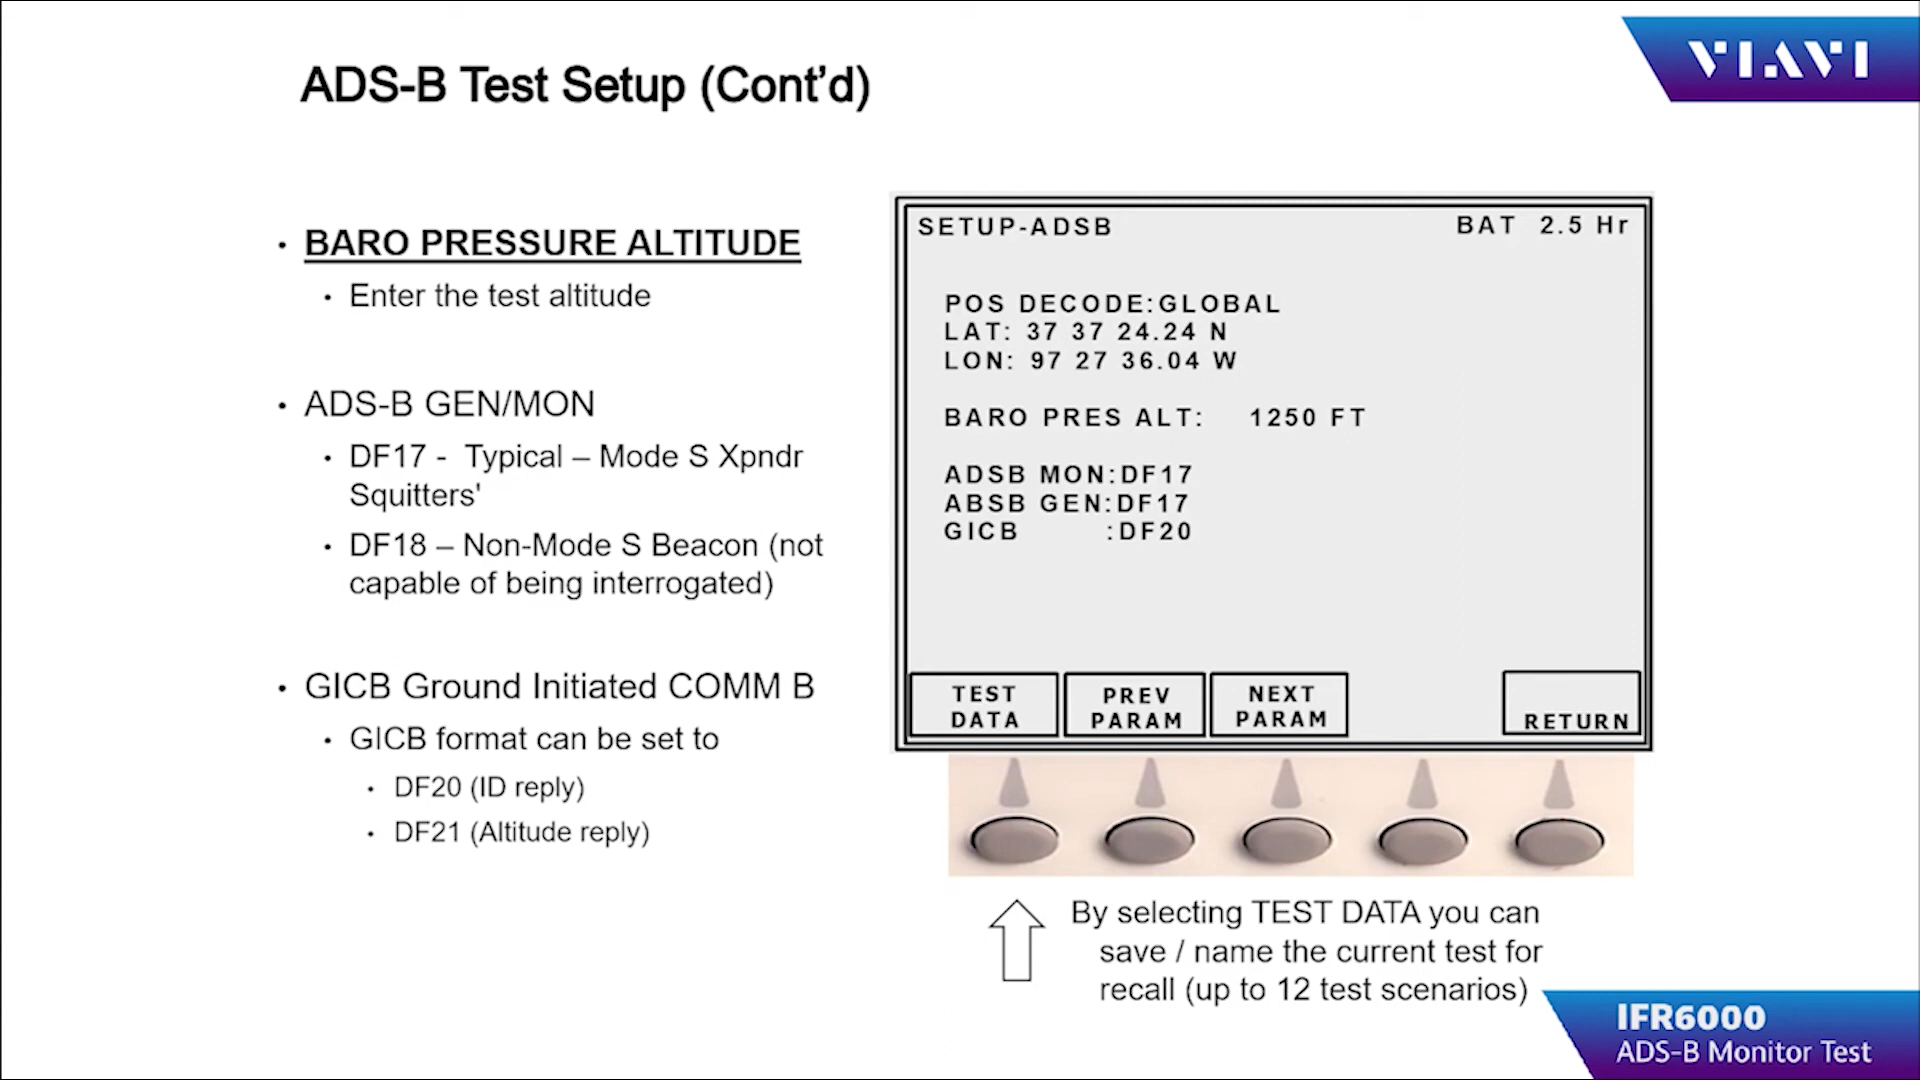 ADS-B Test Setup (Cont'd)
VIAVI
• BARO PRESSURE ALTITUDE
• Enter the test altitude
• ADS-B GEN/MON
• DF17 - Typical – Mode S Xpndr
Squitters'
• DF18 – Non-Mode S Beacon (not
capable of being interrogated)
• GICB Ground Initiated COMM B
• GICB format can be set to
• DF20 (ID reply)
• DF21 (Altitude reply)
SETUP-ADSB BAT 2.5 Hr
POS DECODE:GLOBAL
LAT: 37 37 24.24 N
LON: 97 27 36.04 W
BARO PRES ALT: 1250 FT
ADSB MON:DF17
ABSB GEN:DF17
GICB :DF20
TEST
DATA
PREV
PARAM
NEXT
PARAM
RETURN
By selecting TEST DATA you can
save / name the current test for
recall (up to 12 test scenarios)
IFR6000
ADS-B Monitor Test